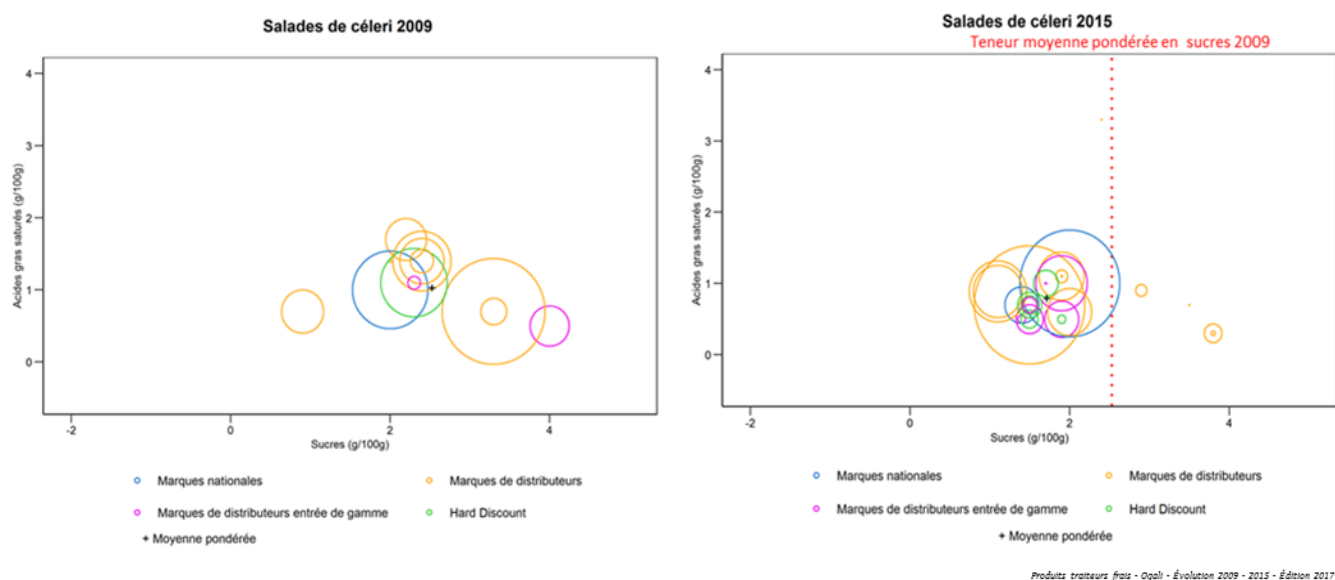 Salades de céleri 2009
4
3
2
1
0
Acides gras saturés (g/100g)
-2
0
2
4
Sucres (g/100g)
Marques nationales
Marques de distributeurs
Marques de distributeurs entrée de gamme
Hard Discount
+ Moyenne pondérée
Salades de céleri 2015
Teneur moyenne pondérée en sucres 2009
4
3
2
1
0
Acides gras saturés (g/100g)
-2
0
2
4
Sucres (g/100g)
Marques nationales
Marques de distributeurs
Marques de distributeurs entrée de gamme
Hard Discount
+ Moyenne pondérée
Produits traiteurs frais - Oqali - Évolution 2009 - 2015 - Édition 2017